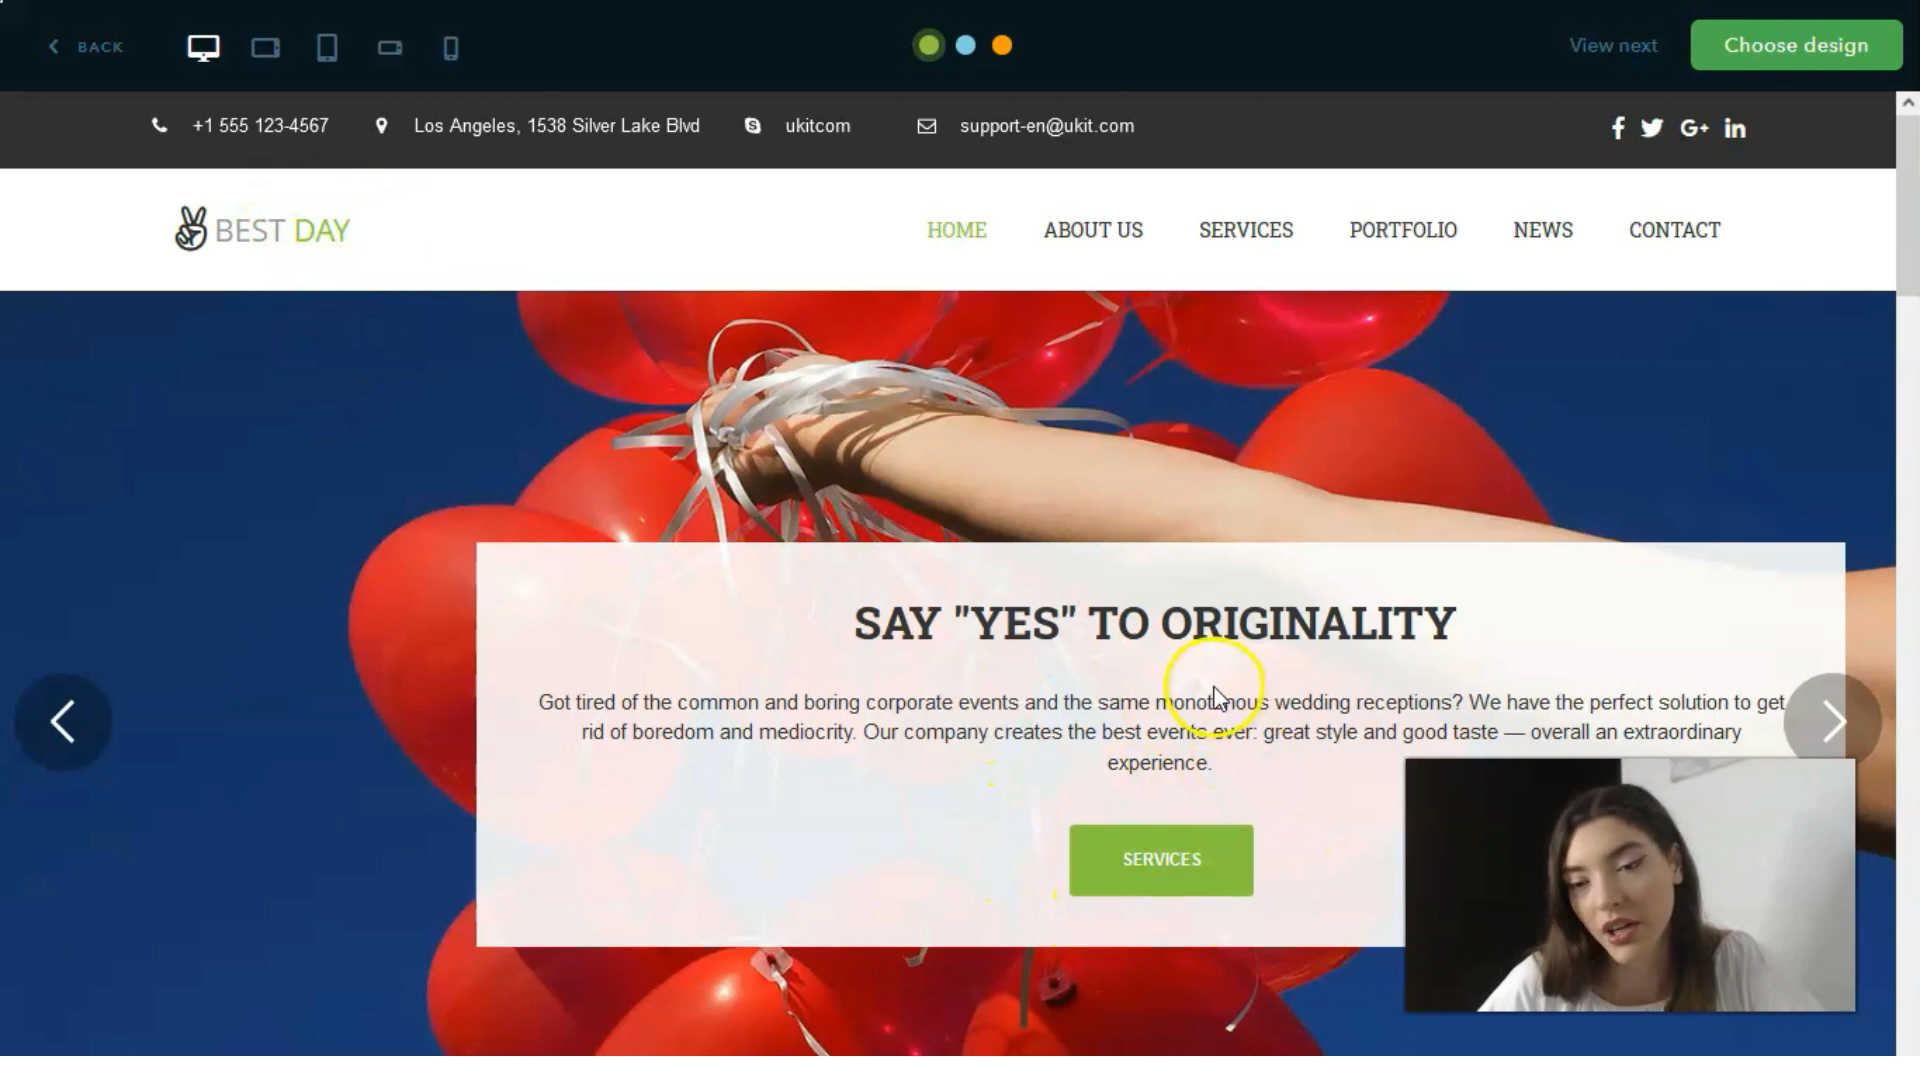 BACK
View next
Choose design
+1 555 123-4567
Los Angeles, 1538 Silver Lake Blvd
ukitcom
support-en@ukit.com
BEST DAY
HOME
ABOUT US
SERVICES
PORTFOLIO
NEWS
CONTACT
SAY "YES" TO ORIGINALITY
Got tired of the common and boring corporate events and the same monotonous wedding receptions? We have the perfect solution to get
rid of boredom and mediocrity. Our company creates the best events ever: great style and good taste — overall an extraordinary
experience.
SERVICES